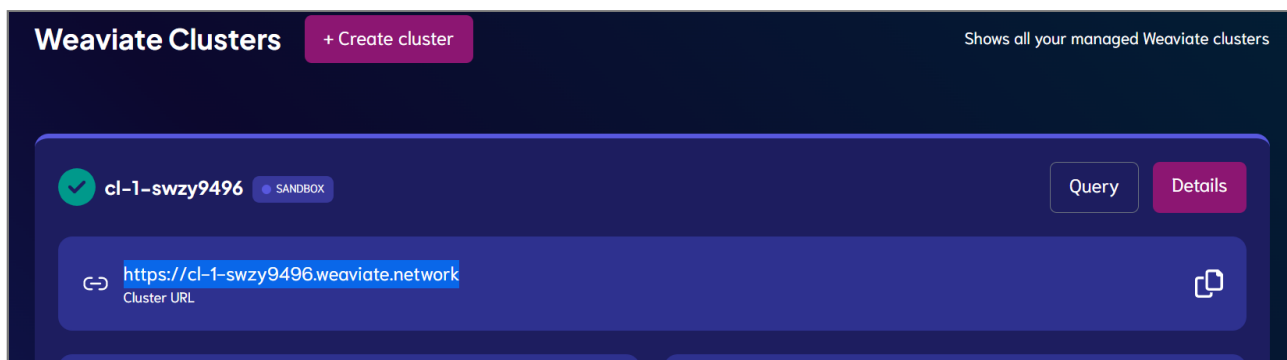 Weaviate Clusters + Create cluster Shows all your managed Weaviate clusters
cl-1-swzy9496 SANDBOX Query Details
https://cl-1-swzy9496.weaviate.network
Cluster URL